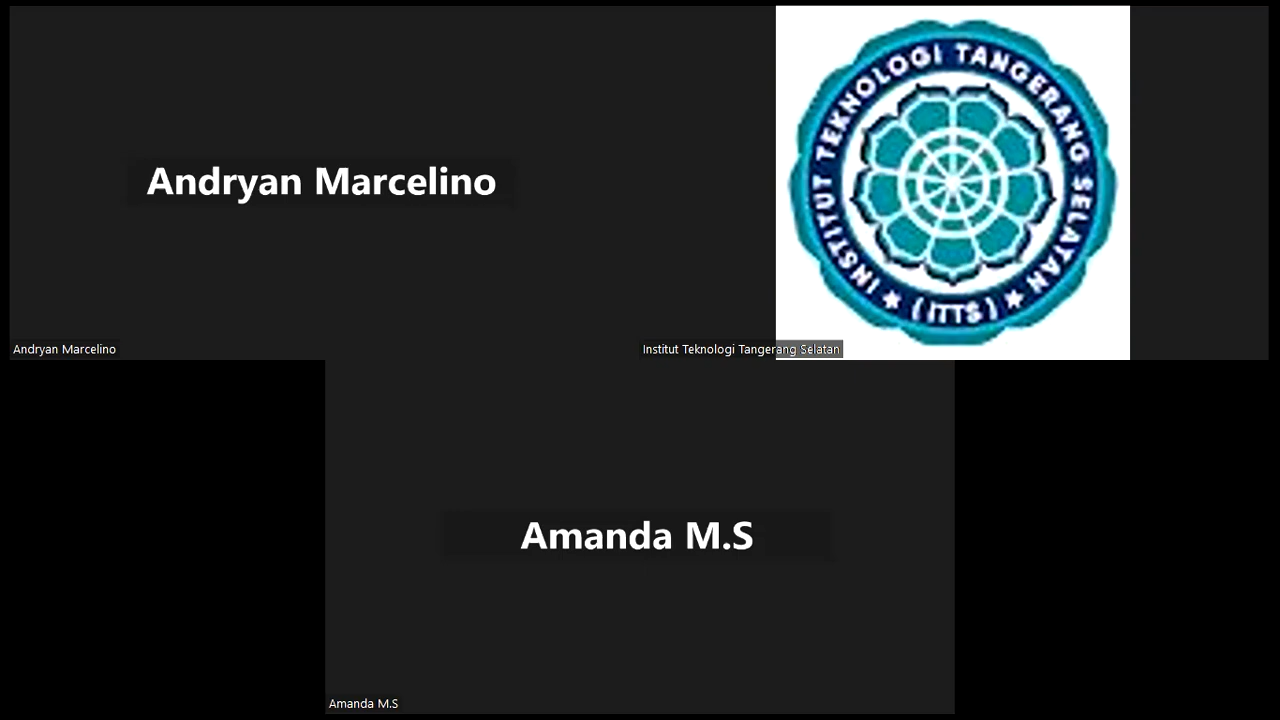 Andryan Marcelino
INSTITUT TEKNOLOGI TANGERANG SELATAN
( ITTS )
Andryan Marcelino
Institut Teknologi Tangerang Selatan
Amanda M.S
Amanda M.S